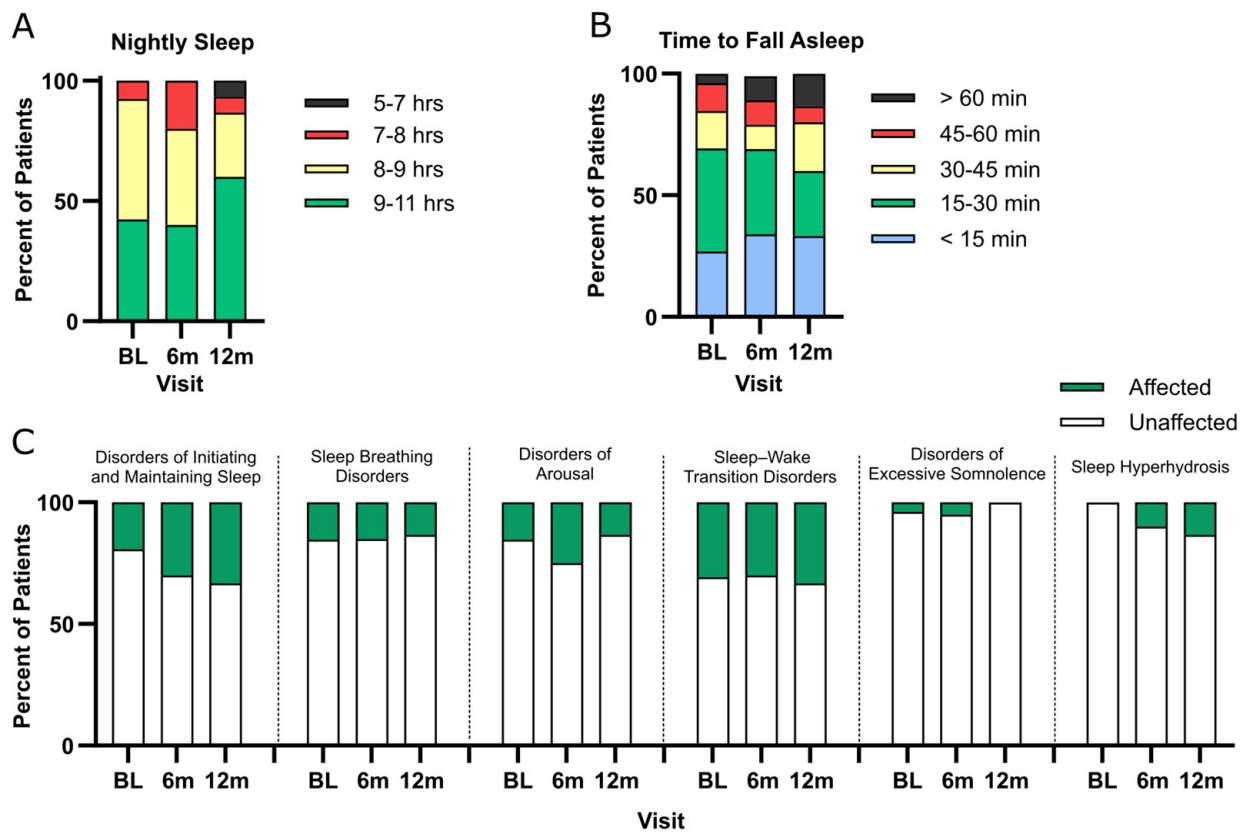 A
Nightly Sleep
Percent of Patients
100
50
0
BL 6m 12m
Visit
5-7 hrs
7-8 hrs
8-9 hrs
9-11 hrs
B
Time to Fall Asleep
Percent of Patients
100
50
0
BL 6m 12m
Visit
> 60 min
45-60 min
30-45 min
15-30 min
< 15 min
Affected
Unaffected
C
Disorders of Initiating
and Maintaining Sleep
Sleep Breathing
Disorders
Disorders of
Arousal
Sleep–Wake
Transition Disorders
Disorders of
Excessive Somnolence
Sleep Hyperhydrosis
Percent of Patients
100
50
0
BL 6m 12m BL 6m 12m BL 6m 12m BL 6m 12m BL 6m 12m BL 6m 12m
Visit